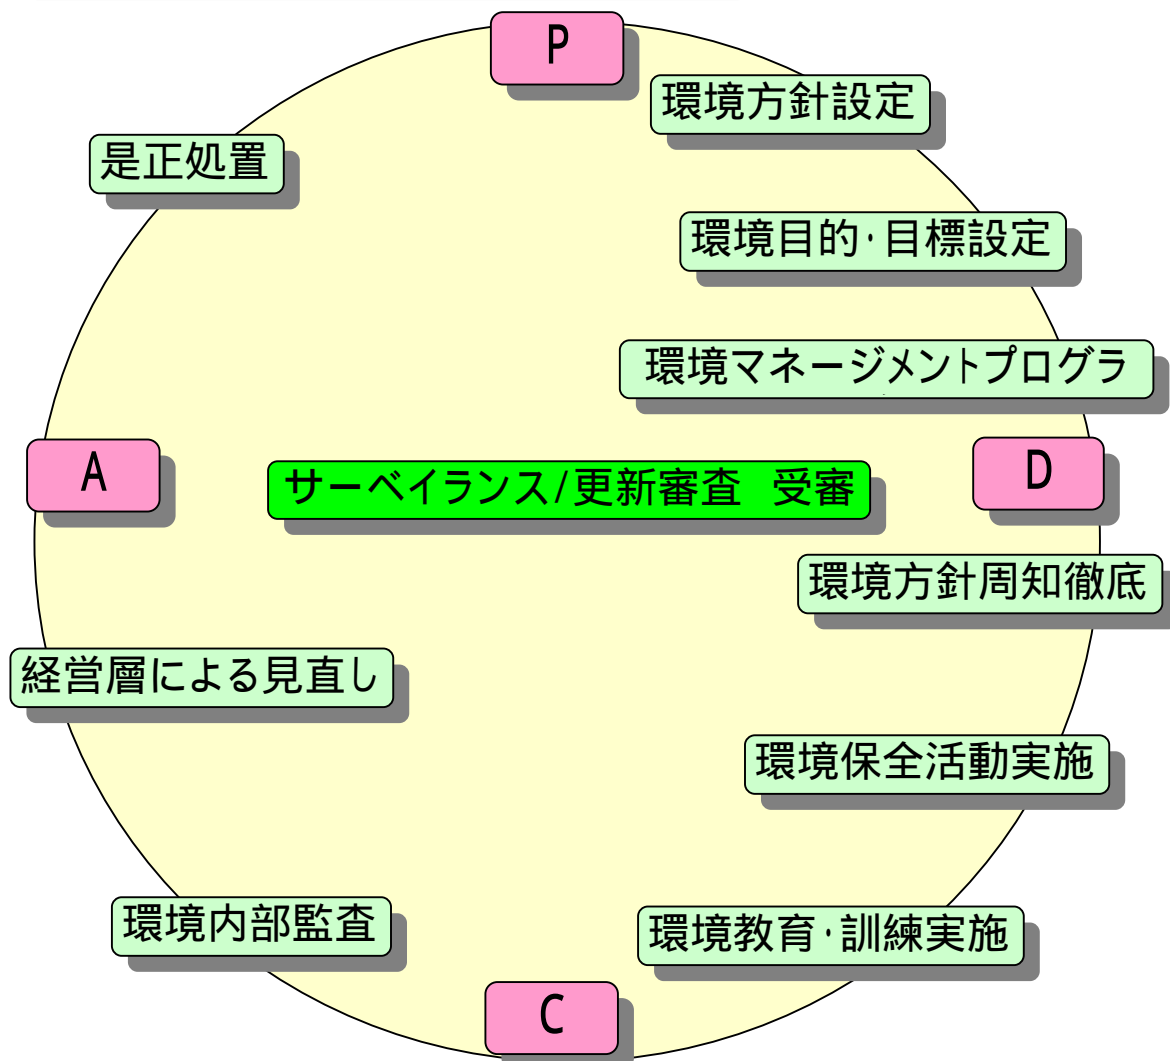 P
環境方針設定
是正処置
環境目的·目標設定
環境マネージメントプログラ
A
サーベイランス/更新審査 受審
D
環境方針周知徹底
経営層による見直し
環境保全活動実施
環境内部監査
環境教育·訓練実施
C